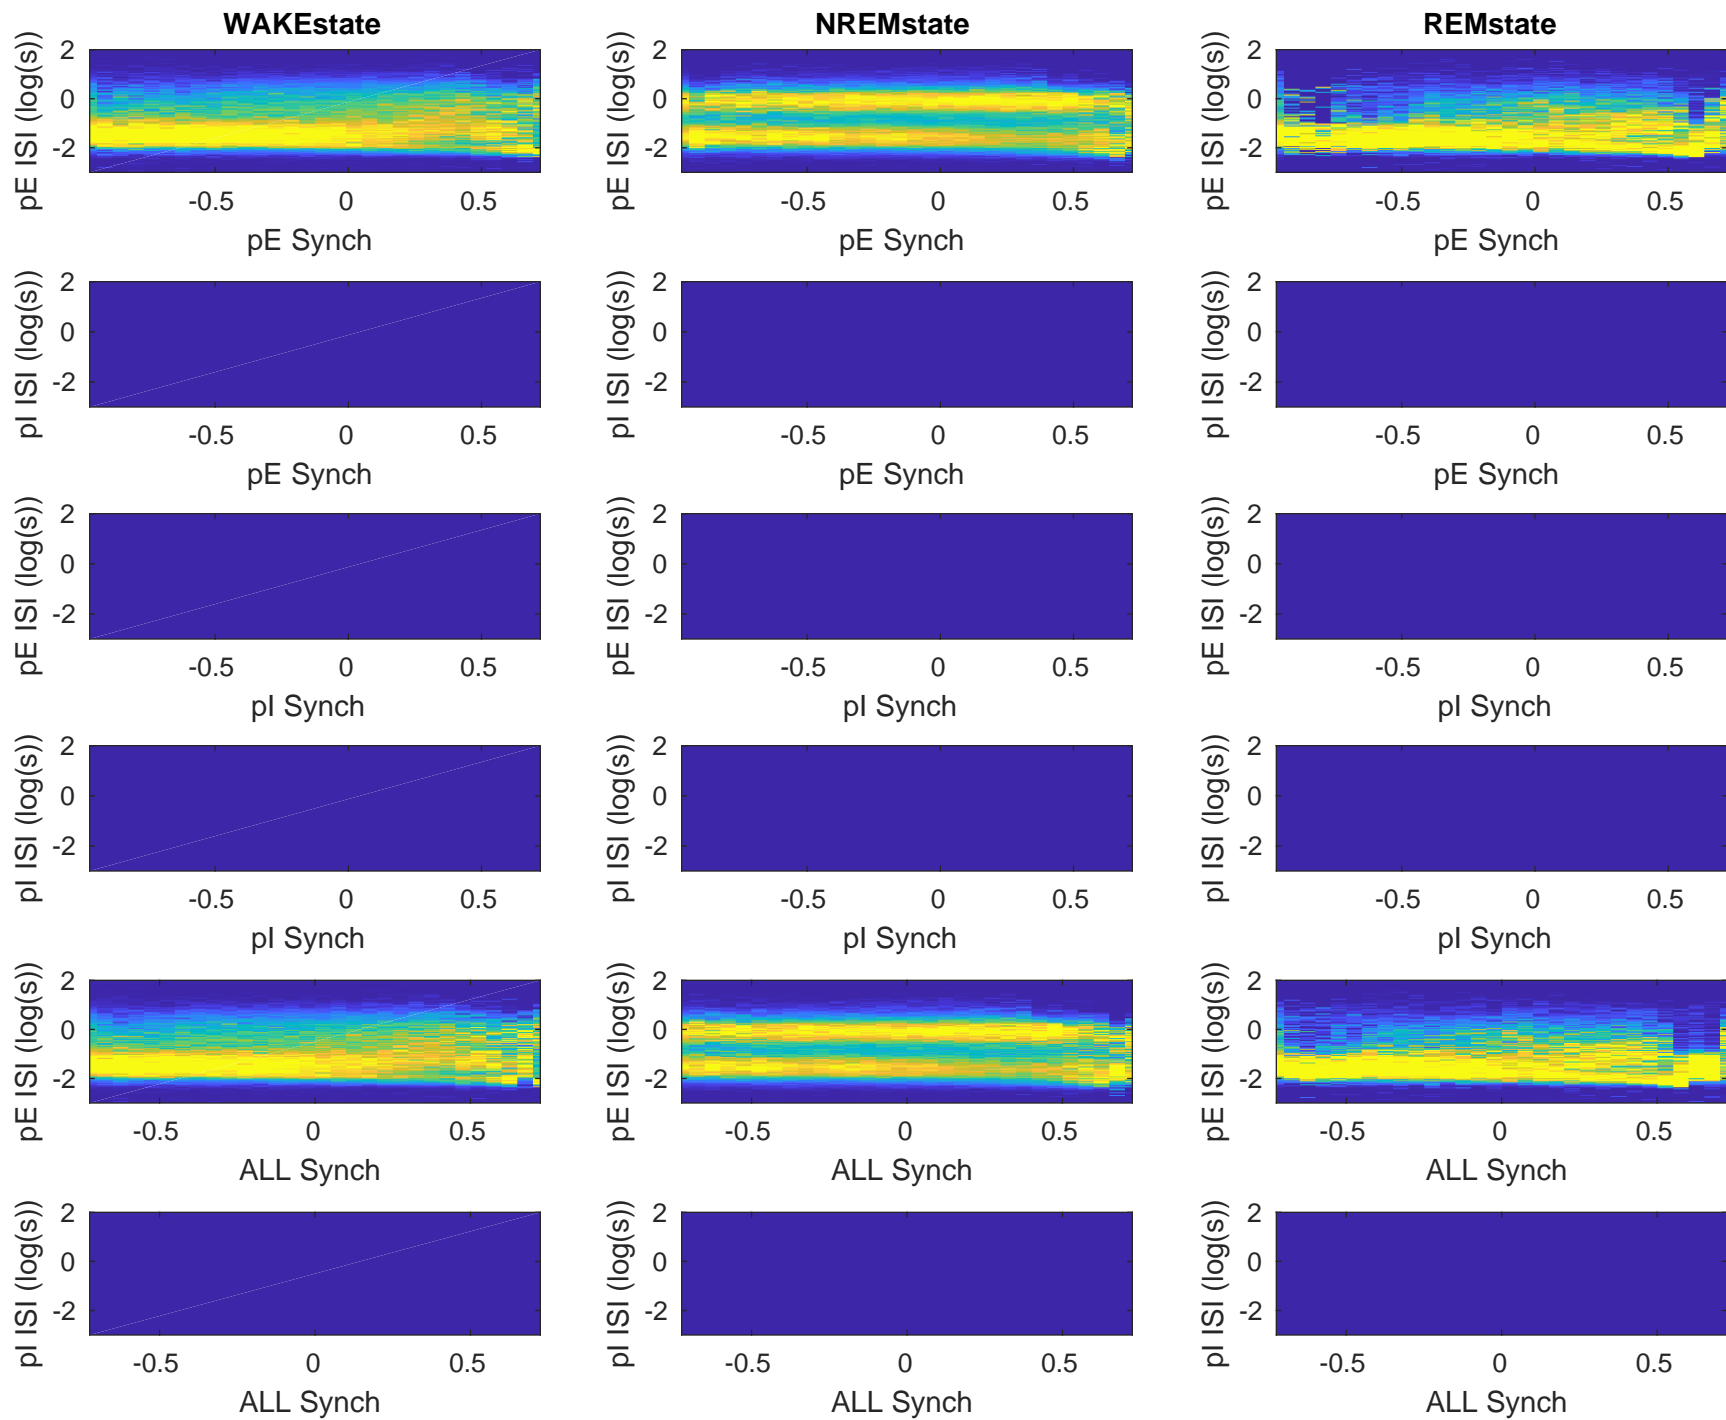 WAKEstate NREMstate REMstate
pE ISI (log(s)) 2 0 -2 pE ISI (log(s)) 2 0 -2 pE ISI (log(s)) 2 0 -2
-0.5 0 0.5 -0.5 0 0.5 -0.5 0 0.5
pE Synch pE Synch pE Synch
pI ISI (log(s)) 2 0 -2 pI ISI (log(s)) 2 0 -2 pI ISI (log(s)) 2 0 -2
-0.5 0 0.5 -0.5 0 0.5 -0.5 0 0.5
pE Synch pE Synch pE Synch
pE ISI (log(s)) 2 0 -2 pE ISI (log(s)) 2 0 -2 pE ISI (log(s)) 2 0 -2
-0.5 0 0.5 -0.5 0 0.5 -0.5 0 0.5
pI Synch pI Synch pI Synch
pI ISI (log(s)) 2 0 -2 pI ISI (log(s)) 2 0 -2 pI ISI (log(s)) 2 0 -2
-0.5 0 0.5 -0.5 0 0.5 -0.5 0 0.5
pI Synch pI Synch pI Synch
pE ISI (log(s)) 2 0 -2 pE ISI (log(s)) 2 0 -2 pE ISI (log(s)) 2 0 -2
-0.5 0 0.5 -0.5 0 0.5 -0.5 0 0.5
ALL Synch ALL Synch ALL Synch
pI ISI (log(s)) 2 0 -2 pI ISI (log(s)) 2 0 -2 pI ISI (log(s)) 2 0 -2
-0.5 0 0.5 -0.5 0 0.5 -0.5 0 0.5
ALL Synch ALL Synch ALL Synch